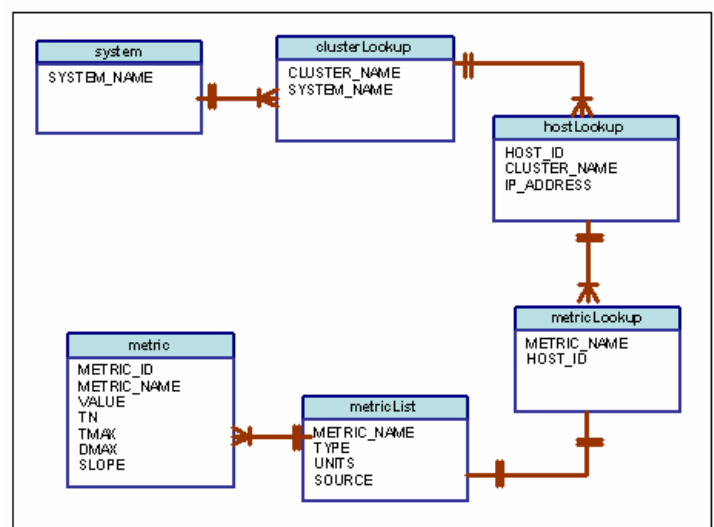 system
SYSTEM_NAME
clusterLookup
CLUSTER_NAME
SYSTEM_NAME
hostLookup
HOST_ID
CLUSTER_NAME
IP_ADDRESS
metricLookup
METRIC_NAME
HOST_ID
metric
METRIC_ID
METRIC_NAME
VALUE
TN
TMAX
DMAX
SLOPE
metricList
METRIC_NAME
TYPE
UNITS
SOURCE